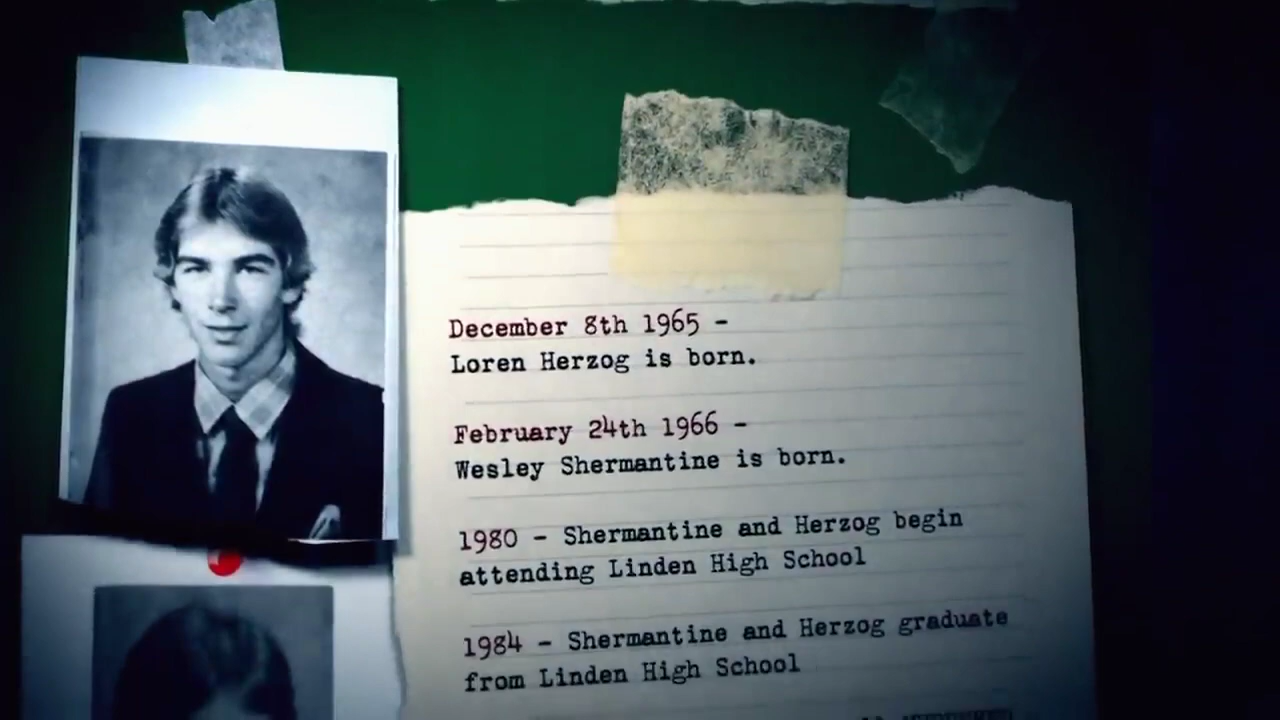 December 8th 1965 -
Loren Herzog is born.
February 24th 1966 -
Wesley Shermantine is born.
1980 - Shermantine and Herzog begin
attending Linden High School
1984 - Shermantine and Herzog graduate
from Linden High School